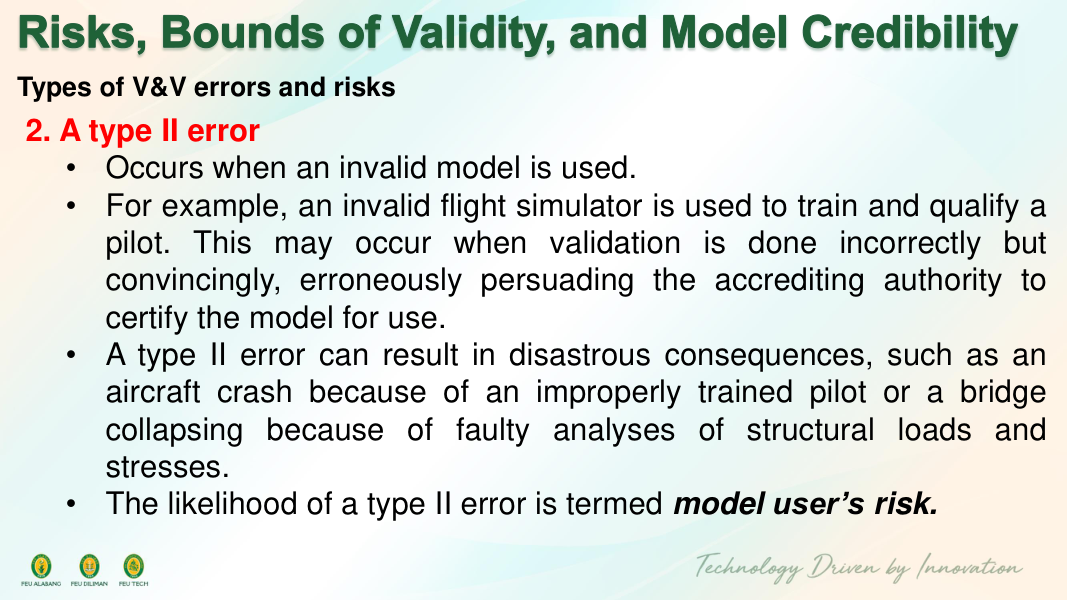 Risks, Bounds of Validity, and Model Credibility
Types of V&V errors and risks
2. A type II error
• Occurs when an invalid model is used.
• For example, an invalid flight simulator is used to train and qualify a
pilot. This may occur when validation is done incorrectly but
convincingly, erroneously persuading the accrediting authority to
certify the model for use.
• A type II error can result in disastrous consequences, such as an
aircraft crash because of an improperly trained pilot or a bridge
collapsing because of faulty analyses of structural loads and
stresses.
• The likelihood of a type II error is termed model user’s risk.
FEU ALABANG FEU DILIMAN FEU TECH
Technology Driven by Innovation